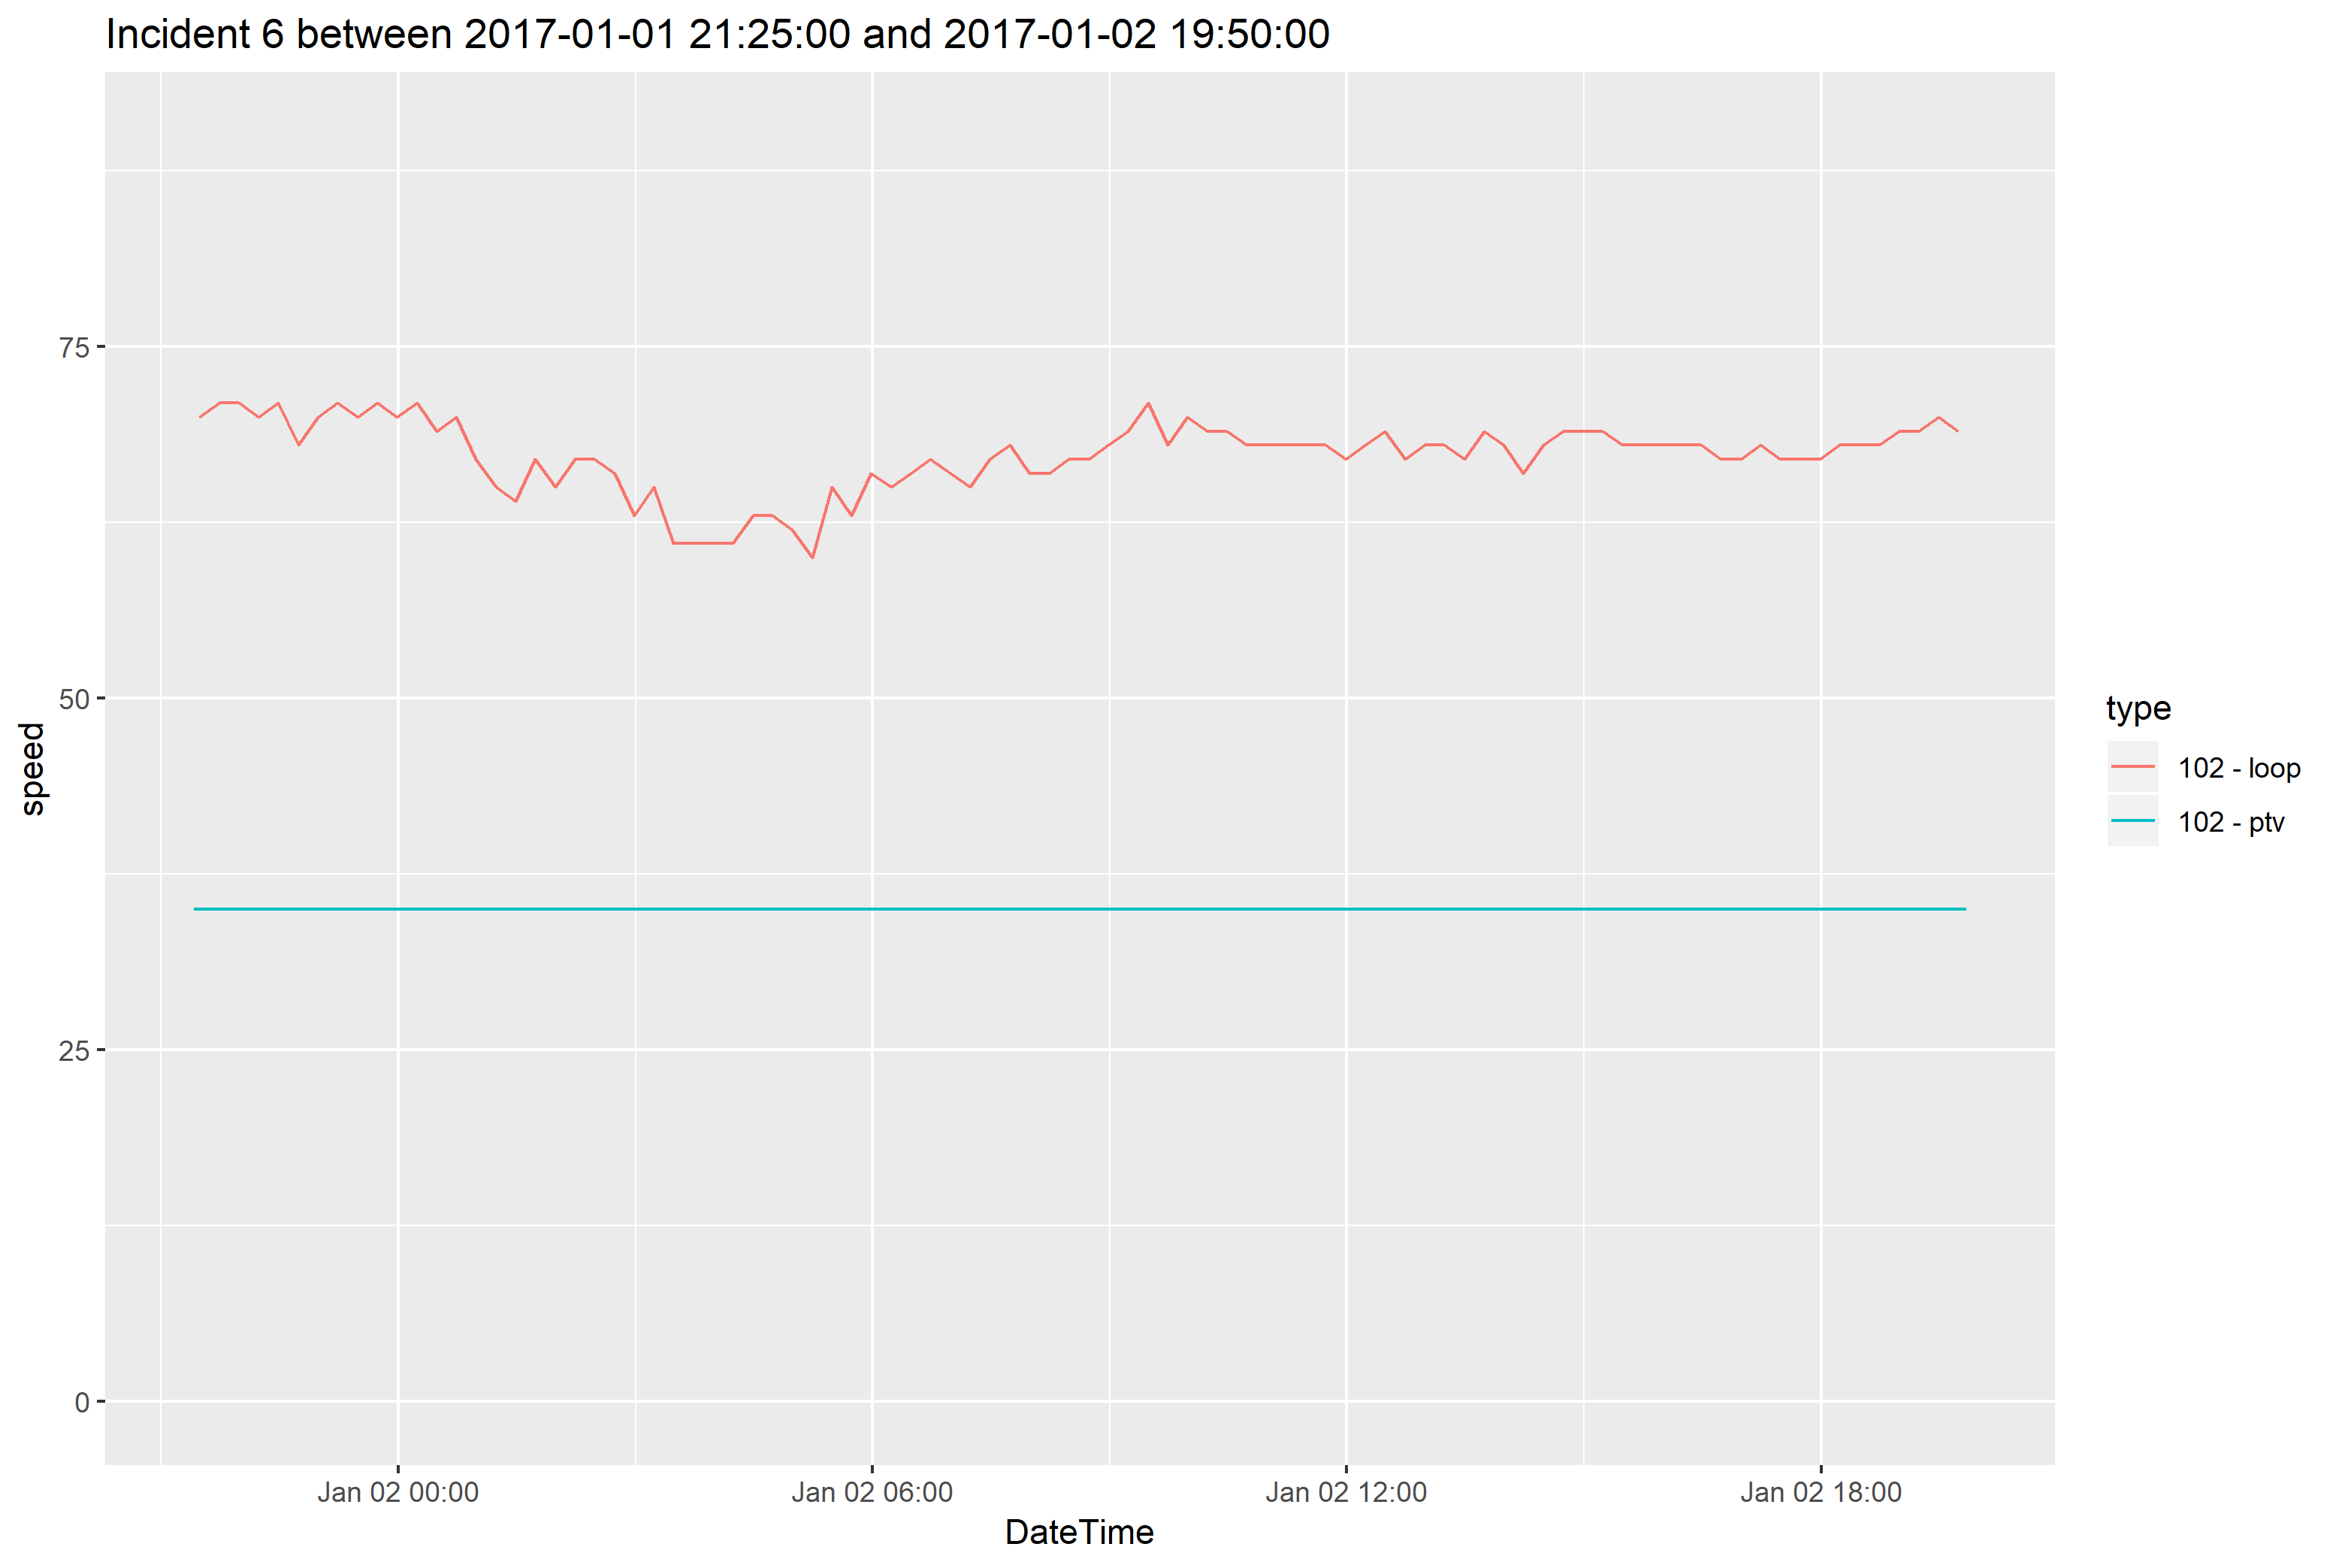 Incident 6 between 2017-01-01 21:25:00 and 2017-01-02 19:50:00
75
50
25
0
speed
Jan 02 00:00
Jan 02 06:00
Jan 02 12:00
Jan 02 18:00
DateTime
type
102 - loop
102 - ptv